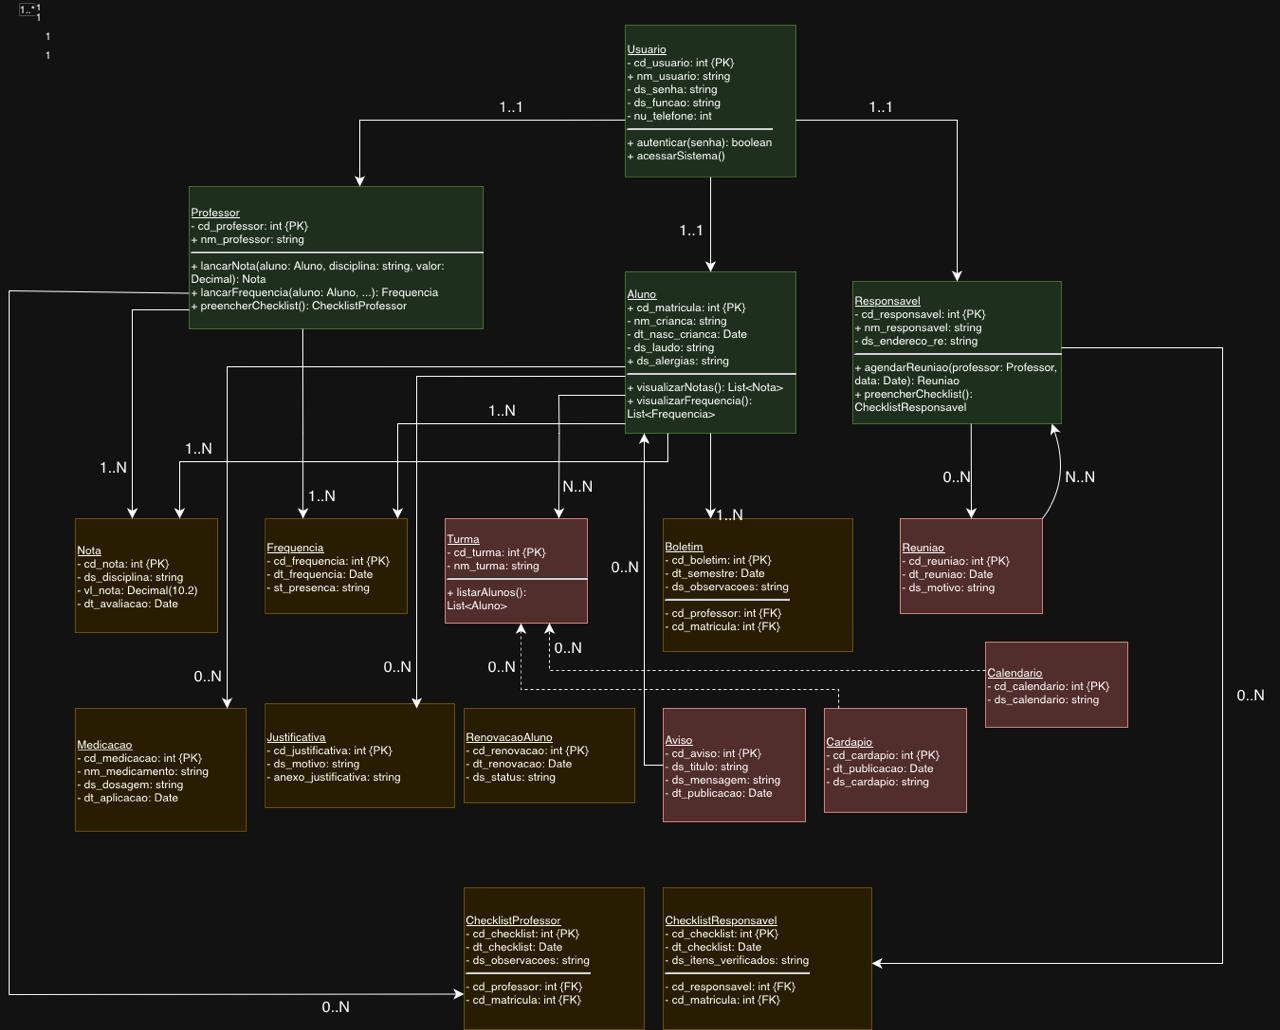 1..*
1
1
1
1
Usuario
- cd_usuario: int {PK}
+ nm_usuario: string
- ds_senha: string
- ds_funcao: string
- nu_telefone: int
+ autenticar(senha): boolean
+ acessarSistema()
1..1
1..1
1..1
Professor
- cd_professor: int {PK}
+ nm_professor: string
+ lancarNota(aluno: Aluno, disciplina: string, valor:
Decimal): Nota
+ lancarFrequencia(aluno: Aluno, ...): Frequencia
+ preencherChecklist(): ChecklistProfessor
Aluno
+ cd_matricula: int {PK}
- nm_crianca: string
- dt_nasc_crianca: Date
- ds_laudo: string
+ ds_alergias: string
+ visualizarNotas(): List<Nota>
+ visualizarFrequencia():
List<Frequencia>
Responsavel
- cd_responsavel: int {PK}
+ nm_responsavel: string
- ds_endereco_re: string
+ agendarReuniao(professor: Professor,
data: Date): Reuniao
+ preencherChecklist():
ChecklistResponsavel
1..N
1..N
1..N
1..N
N..N
1..N
0..N
N..N
0..N
Nota
- cd_nota: int {PK}
- ds_disciplina: string
- vl_nota: Decimal(10.2)
- dt_avaliacao: Date
Frequencia
- cd_frequencia: int {PK}
- dt_frequencia: Date
- st_presenca: string
Turma
- cd_turma: int {PK}
- nm_turma: string
+ listarAlunos():
List<Aluno>
Boletim
- cd_boletim: int {PK}
- dt_semestre: Date
- ds_observacoes: string
- cd_professor: int {FK}
- cd_matricula: int {FK}
Reuniao
- cd_reuniao: int {PK}
- dt_reuniao: Date
- ds_motivo: string
0..N
0..N
0..N
0..N
0..N
Calendario
- cd_calendario: int {PK}
- ds_calendario: string
Medicacao
- cd_medicacao: int {PK}
- nm_medicamento: string
- ds_dosagem: string
- dt_aplicacao: Date
Justificativa
- cd_justificativa: int {PK}
- ds_motivo: string
- anexo_justificativa: string
RenovacaoAluno
- cd_renovacao: int {PK}
- dt_renovacao: Date
- ds_status: string
Aviso
- cd_aviso: int {PK}
- ds_titulo: string
- ds_mensagem: string
- dt_publicacao: Date
Cardapio
- cd_cardapio: int {PK}
- dt_publicacao: Date
- ds_cardapio: string
ChecklistProfessor
- cd_checklist: int {PK}
- dt_checklist: Date
- ds_observacoes: string
- cd_professor: int {FK}
- cd_matricula: int {FK}
ChecklistResponsavel
- cd_checklist: int {PK}
- dt_checklist: Date
- ds_itens_verificados: string
- cd_responsavel: int {FK}
- cd_matricula: int {FK}
0..N